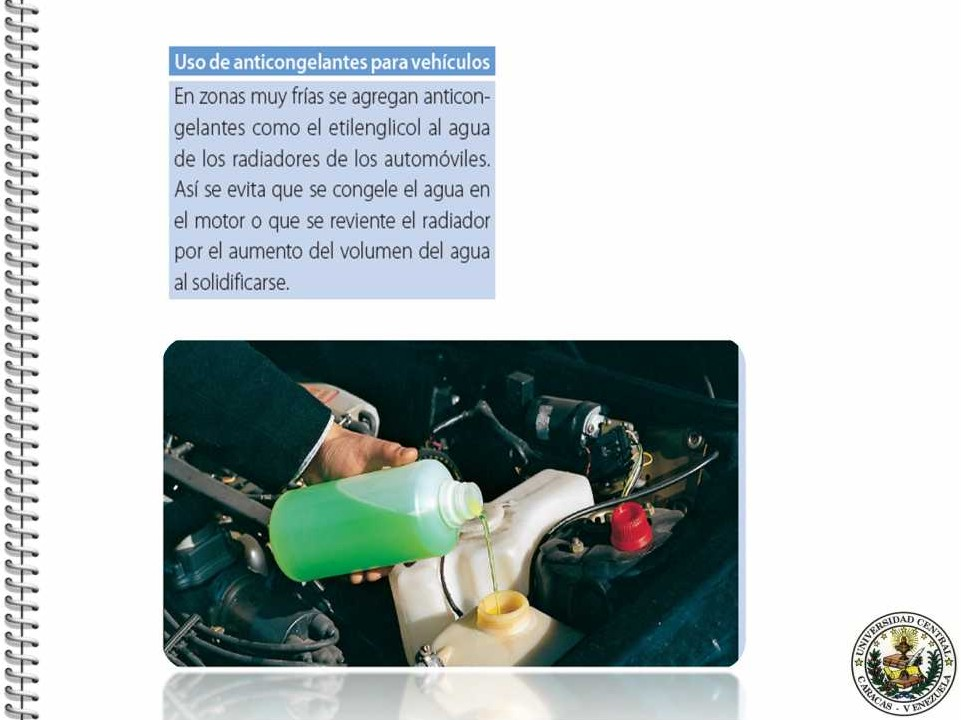 Uso de anticongelantes para vehículos
En zonas muy frías se agregan anticon-
gelantes como el etilenglicol al agua
de los radiadores de los automóviles.
Así se evita que se congele el agua en
el motor o que se reviente el radiador
por el aumento del volumen del agua
al solidificarse.
UNIVERSIDAD CENTRAL
CARACAS - VENEZUELA